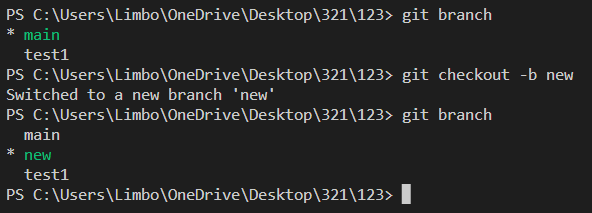 PS C:\Users\Limbo\OneDrive\Desktop\321\123> git branch
* main
  test1
PS C:\Users\Limbo\OneDrive\Desktop\321\123> git checkout -b new
Switched to a new branch 'new'
PS C:\Users\Limbo\OneDrive\Desktop\321\123> git branch
  main
* new
  test1
PS C:\Users\Limbo\OneDrive\Desktop\321\123>